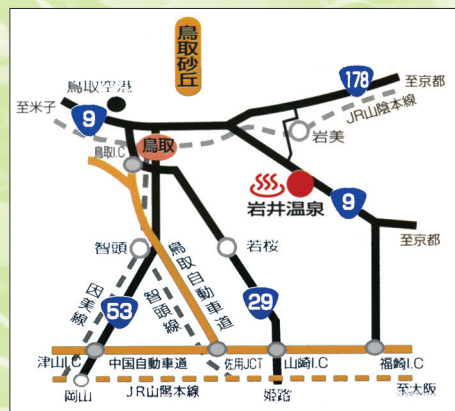 鳥取砂丘
鳥取空港
178
至京都
至米子
9
JR山陰本線
岩美
鳥取I.C
鳥取
岩井温泉
9
至京都
智頭
鳥取自動車道
若桜
因美線
53
智頭線
29
津山I.C
中国自動車道
佐用JCT
山崎I.C
福崎I.C
岡山
JR山陽本線
姫路
至大阪